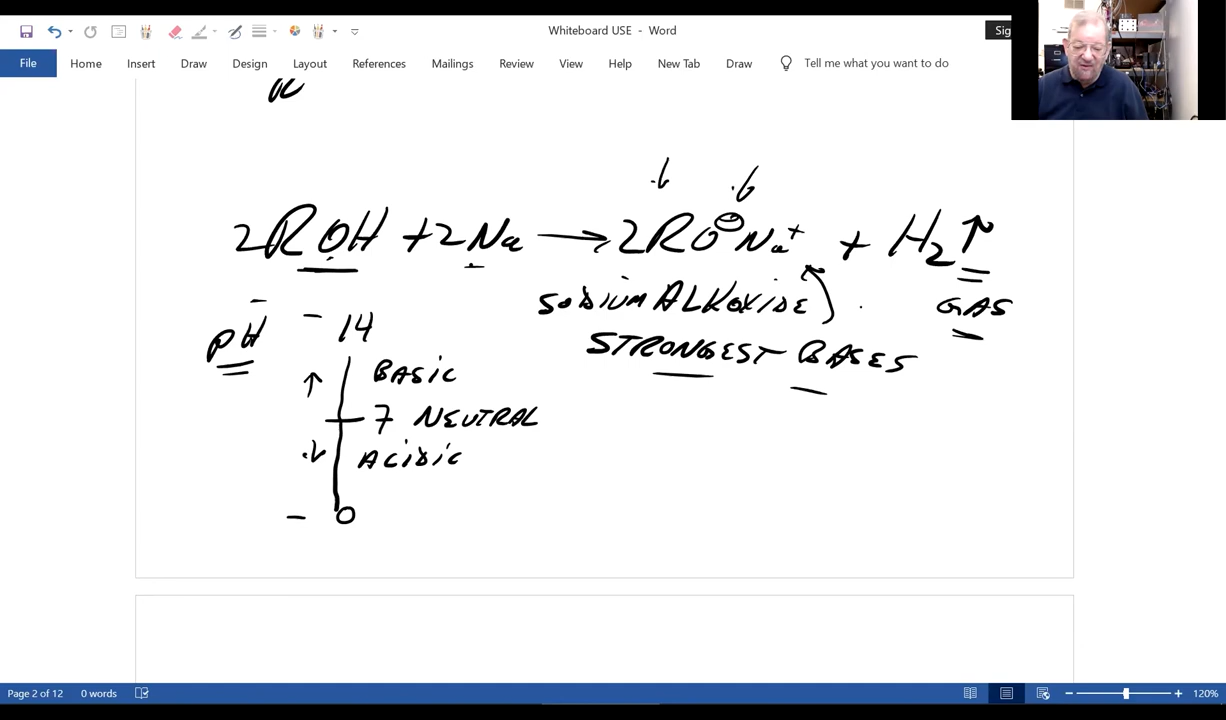 Whiteboard USE - Word
Sig
File Home Insert Draw Design Layout References Mailings Review View Help New Tab Draw Tell me what you want to do
2ROH + 2Na → 2RO⊖Na+ + H2↑
SODIUM ALKOXIDE
GAS
STRONGEST BASES
pH
14
BASIC
7 NEUTRAL
ACIDIC
0
Page 2 of 12 0 words 120%